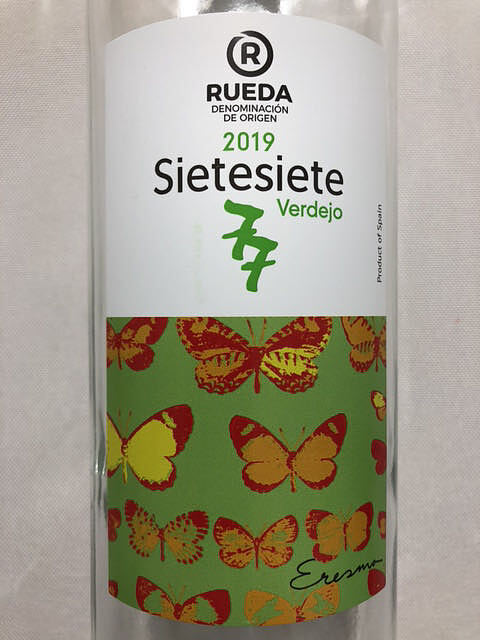 R
RUEDA
DENOMINACIÓN
DE ORIGEN
2019
Sietesiete
Verdejo
77
Product of Spain
Eresma